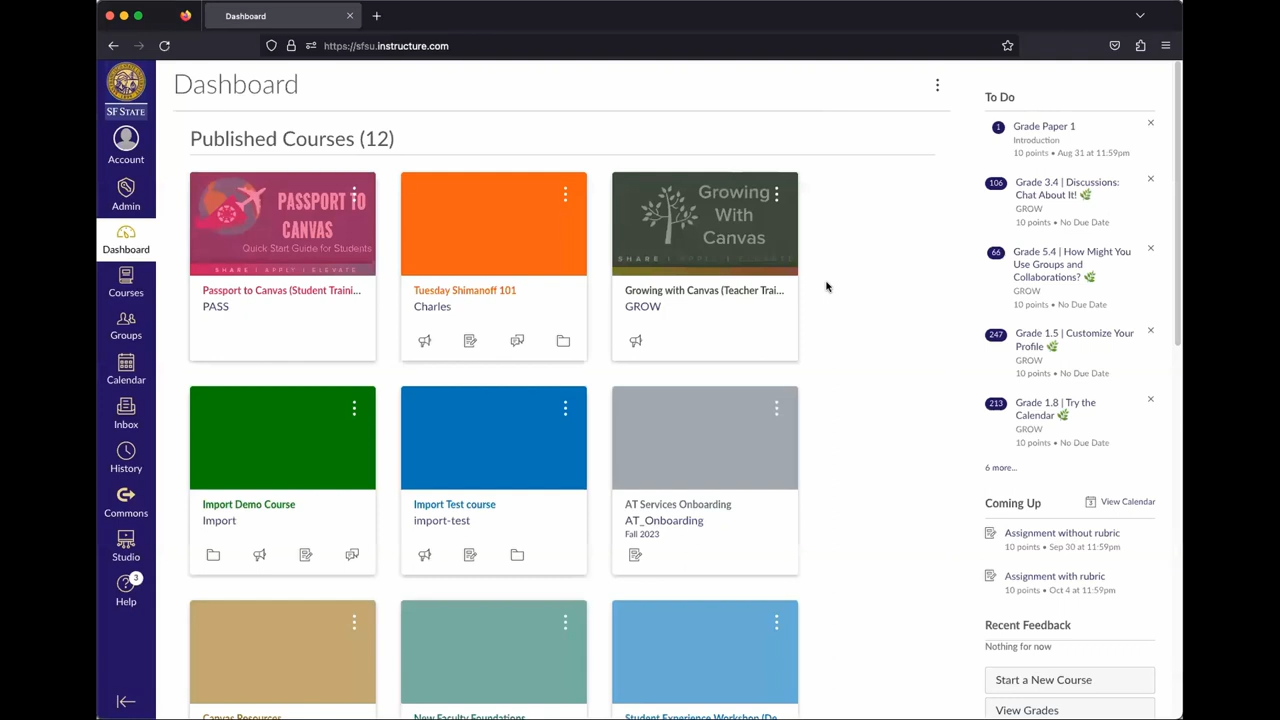 Dashboard
https://sfsu.instructure.com
SF STATE
Account
Admin
Dashboard
Courses
Groups
Calendar
Inbox
History
Commons
Studio
3
Help
Dashboard
Published Courses (12)
PASSPORT TO
CANVAS
Quick Start Guide for Students
SHARE | APPLY | ELEVATE
Passport to Canvas (Student Traini...
PASS
Tuesday Shimanoff 101
Charles
Growing
With
Canvas
SHARE | APPLY | ELEVATE
Growing with Canvas (Teacher Trai...
GROW
Import Demo Course
Import
Import Test course
import-test
AT Services Onboarding
AT_Onboarding
Fall 2023
Canvas Resources
New Faculty Foundations
Student Experience Workshop (De...
To Do
1
Grade Paper 1
Introduction
10 points • Aug 31 at 11:59pm
106
Grade 3.4 | Discussions:
Chat About It!
GROW
10 points • No Due Date
66
Grade 5.4 | How Might You
Use Groups and
Collaborations?
GROW
10 points • No Due Date
247
Grade 1.5 | Customize Your
Profile
GROW
10 points • No Due Date
213
Grade 1.8 | Try the
Calendar
GROW
10 points • No Due Date
6 more...
Coming Up
View Calendar
Assignment without rubric
10 points • Sep 30 at 11:59pm
Assignment with rubric
10 points • Oct 4 at 11:59pm
Recent Feedback
Nothing for now
Start a New Course
View Grades